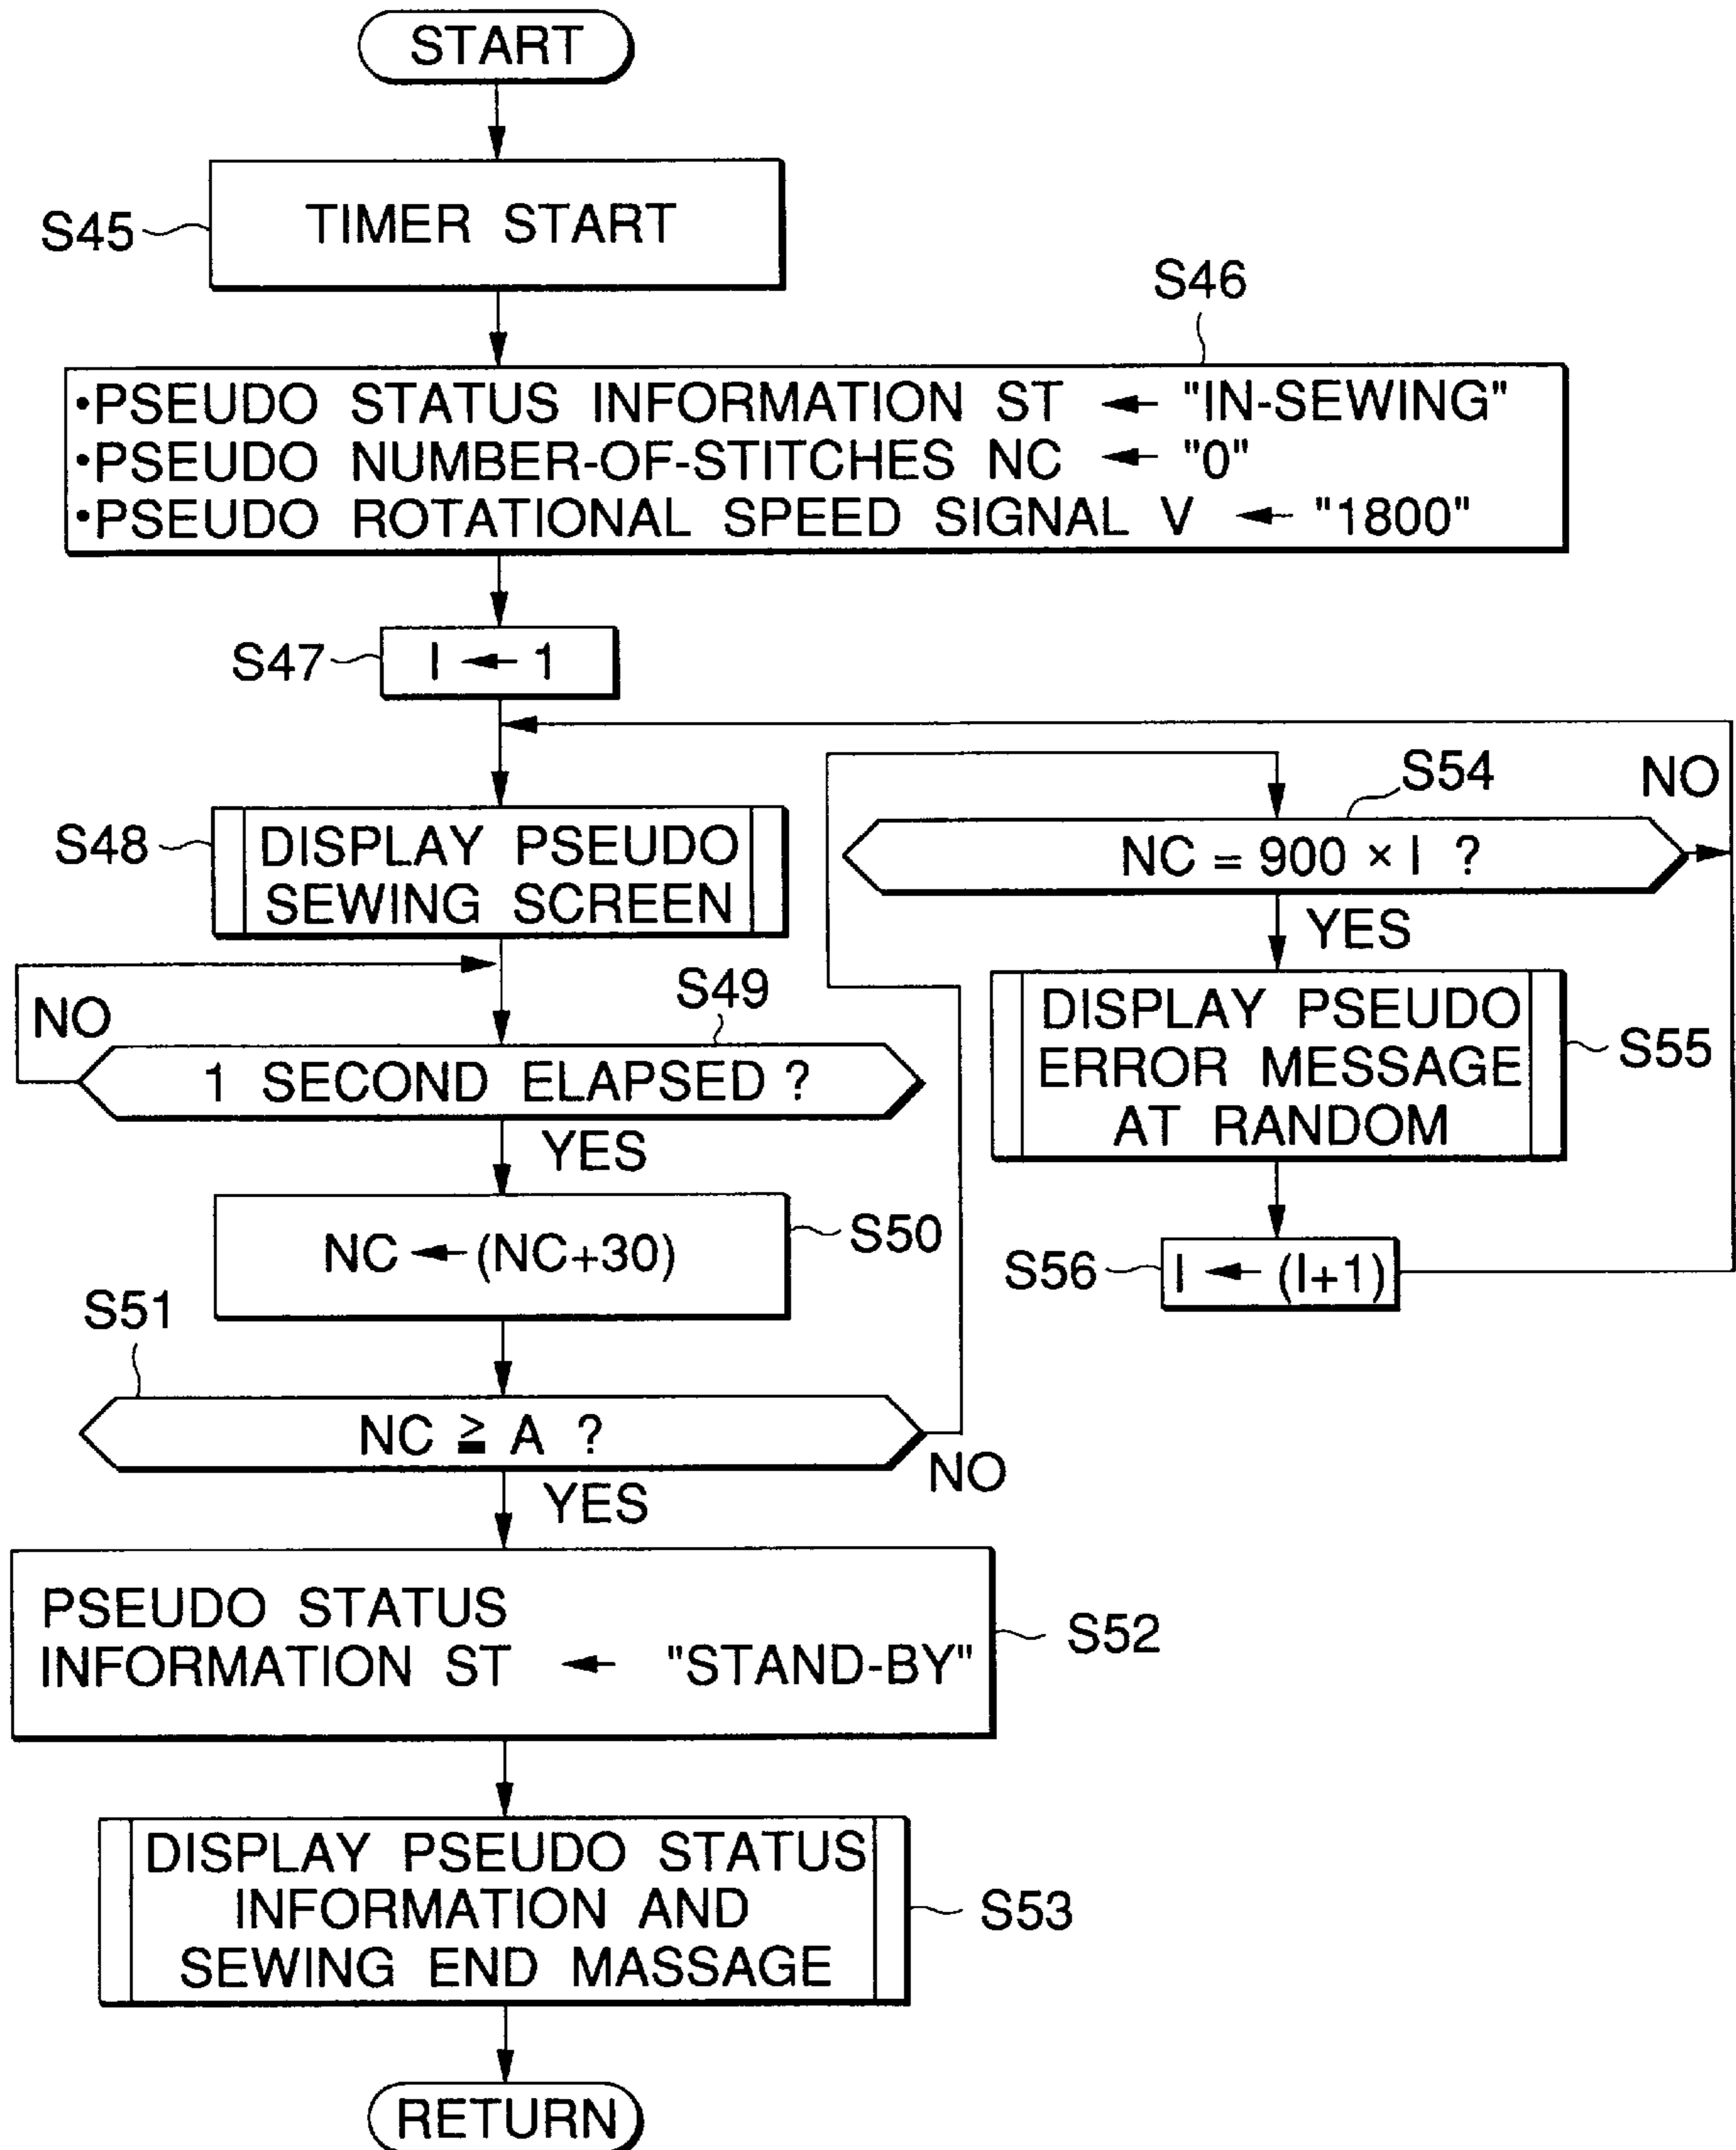 START
S45
TIMER START
S46
•PSEUDO STATUS INFORMATION ST ← "IN-SEWING"
•PSEUDO NUMBER-OF-STITCHES NC ← "0"
•PSEUDO ROTATIONAL SPEED SIGNAL V ← "1800"
S47
I ← 1
S48
DISPLAY PSEUDO
SEWING SCREEN
S49
NO
1 SECOND ELAPSED ?
YES
NC ← (NC+30)
S50
S51
NC ≧ A ?
NO
YES
PSEUDO STATUS
INFORMATION ST ← "STAND-BY"
S52
DISPLAY PSEUDO STATUS
INFORMATION AND
SEWING END MASSAGE
S53
RETURN
S54
NO
NC = 900 × I ?
YES
DISPLAY PSEUDO
ERROR MESSAGE
AT RANDOM
S55
S56
I ← (I+1)